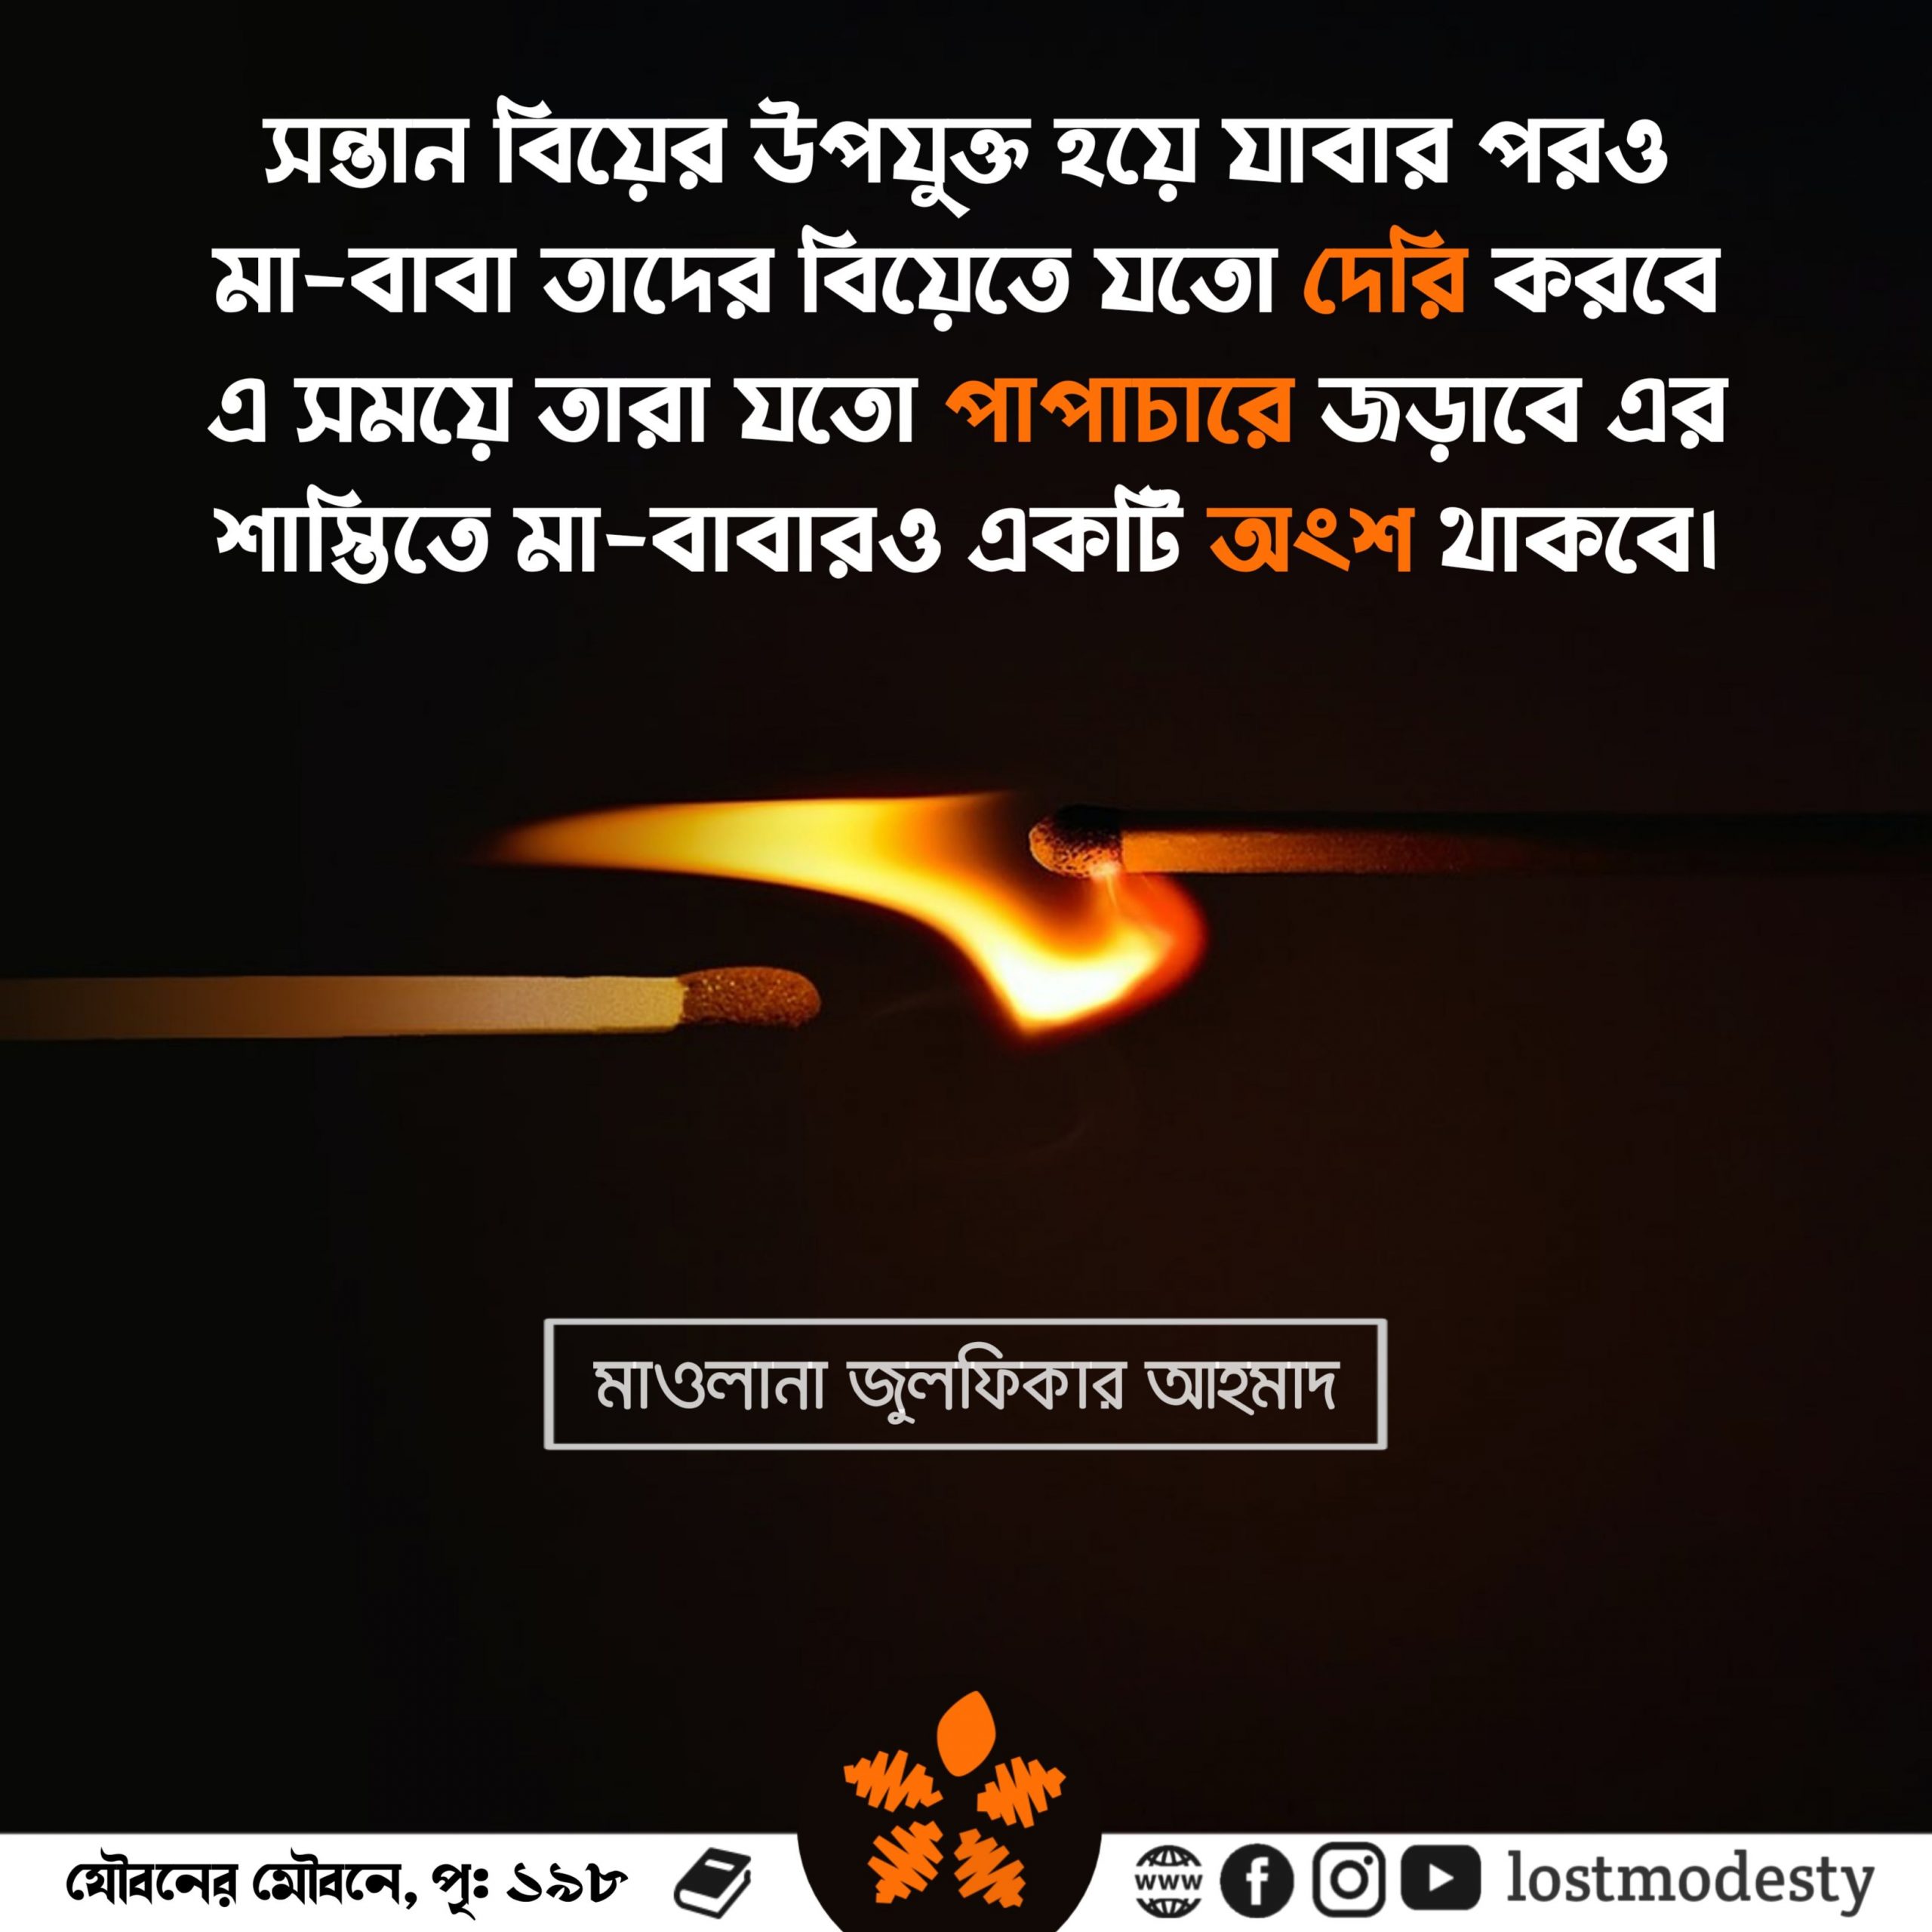 সন্তান বিয়ের উপযুক্ত হয়ে যাবার পরও
মা-বাবা তাদের বিয়েতে যতো দেরি করবে
এ সময়ে তারা যতো পাপাচারে জড়াবে এর
শাস্তিতে মা-বাবারও একটি অংশ থাকবে।
মাওলানা জুলফিকার আহমাদ
যৌবনের মৌবনে, পৃঃ ১৯৮
www lostmodesty